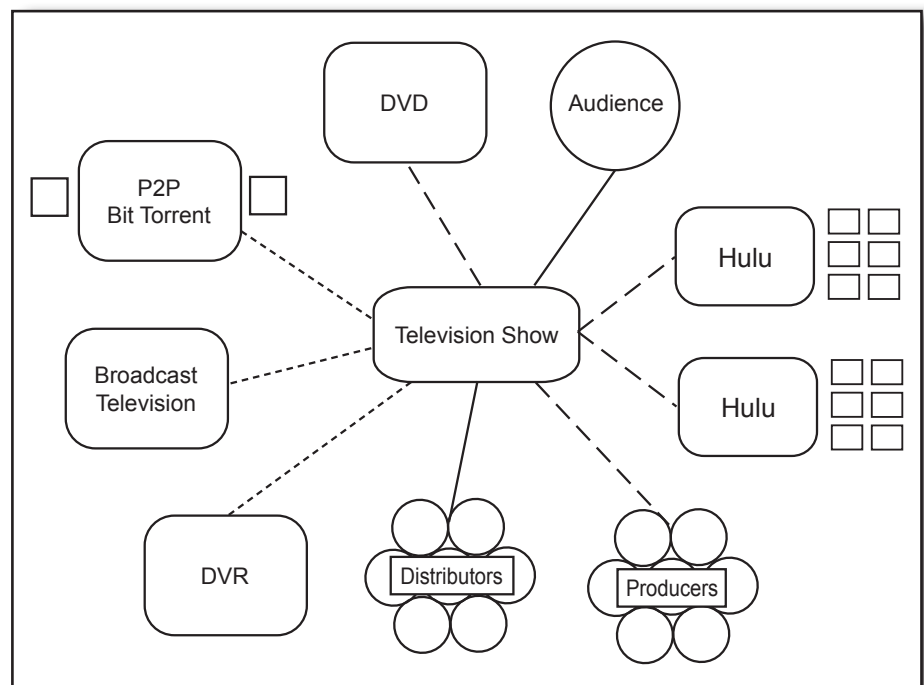 DVD
Audience
P2P
Bit Torrent
Hulu
Television Show
Broadcast
Television
Hulu
DVR
Distributors
Producers